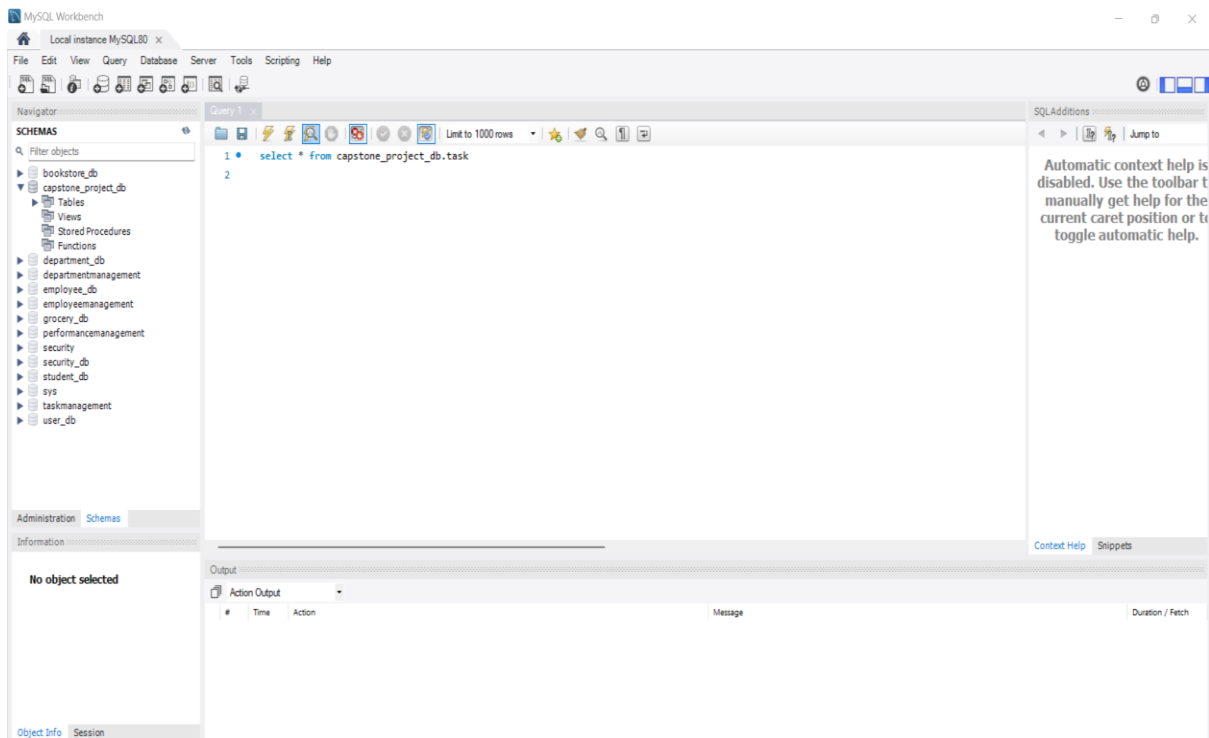 MySQL Workbench
Local instance MySQL80
File Edit View Query Database Server Tools Scripting Help
Navigator
SCHEMAS
Filter objects
bookstore_db
capstone_project_db
Tables
Views
Stored Procedures
Functions
department_db
departmentmanagement
employee_db
employeemanagement
grocery_db
performancemanagement
security
security_db
student_db
sys
taskmanagement
user_db
Administration Schemas
Information
No object selected
Object Info Session
Query 1
Limit to 1000 rows
1 select * from capstone_project_db.task
2
Output
Action Output
# Time Action Message Duration / Fetch
SQLAdditions
Jump to
Automatic context help is
disabled. Use the toolbar t
manually get help for the
current caret position or to
toggle automatic help.
Context Help Snippets